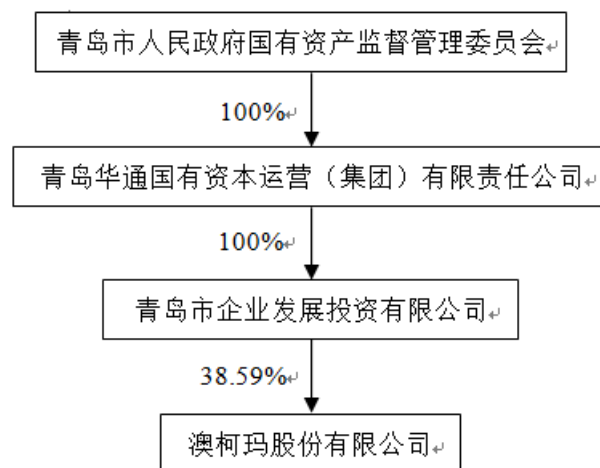 青岛市人民政府国有资产监督管理委员会
100%
青岛华通国有资本运营（集团）有限责任公司
100%
青岛市企业发展投资有限公司
38.59%
澳柯玛股份有限公司